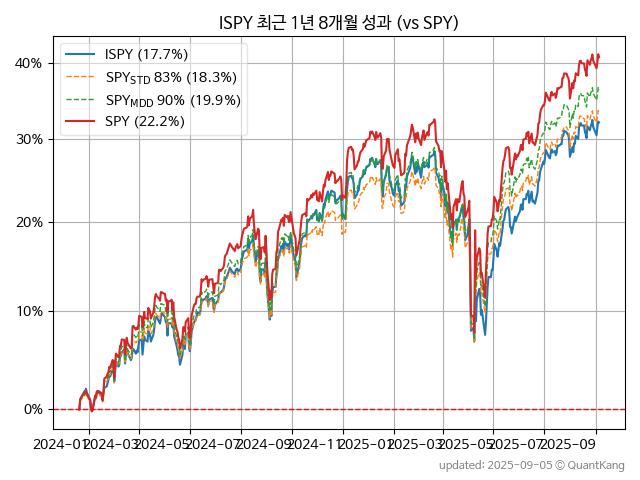 ISPY 최근 1년 8개월 성과 (vs SPY)
ISPY (17.7%)
SPYSTD 83% (18.3%)
SPYMDD 90% (19.9%)
SPY (22.2%)
40%
30%
20%
10%
0%
2024-01 2024-03 2024-05 2024-07 2024-09 2024-11 2025-01 2025-03 2025-05 2025-07 2025-09
updated: 2025-09-05 © QuantKang